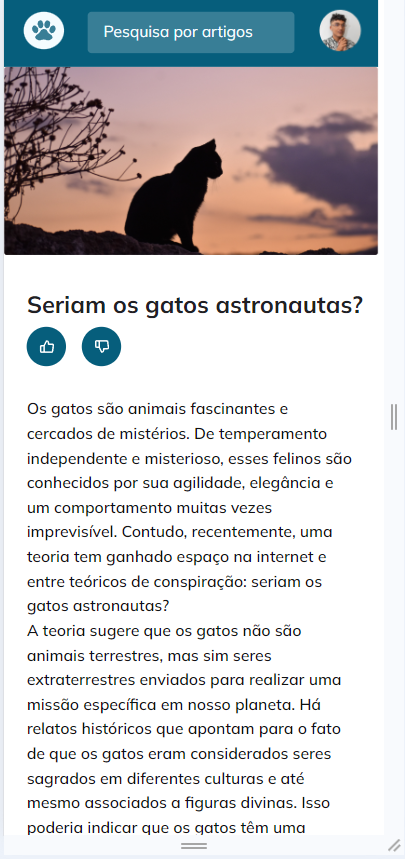 Pesquisa por artigos
Seriam os gatos astronautas?
Os gatos são animais fascinantes e
cercados de mistérios. De temperamento
independente e misterioso, esses felinos são
conhecidos por sua agilidade, elegância e
um comportamento muitas vezes
imprevisível. Contudo, recentemente, uma
teoria tem ganhado espaço na internet e
entre teóricos de conspiração: seriam os
gatos astronautas?
A teoria sugere que os gatos não são
animais terrestres, mas sim seres
extraterrestres enviados para realizar uma
missão específica em nosso planeta. Há
relatos históricos que apontam para o fato
de que os gatos eram considerados seres
sagrados em diferentes culturas e até
mesmo associados a figuras divinas. Isso
poderia indicar que os gatos têm uma